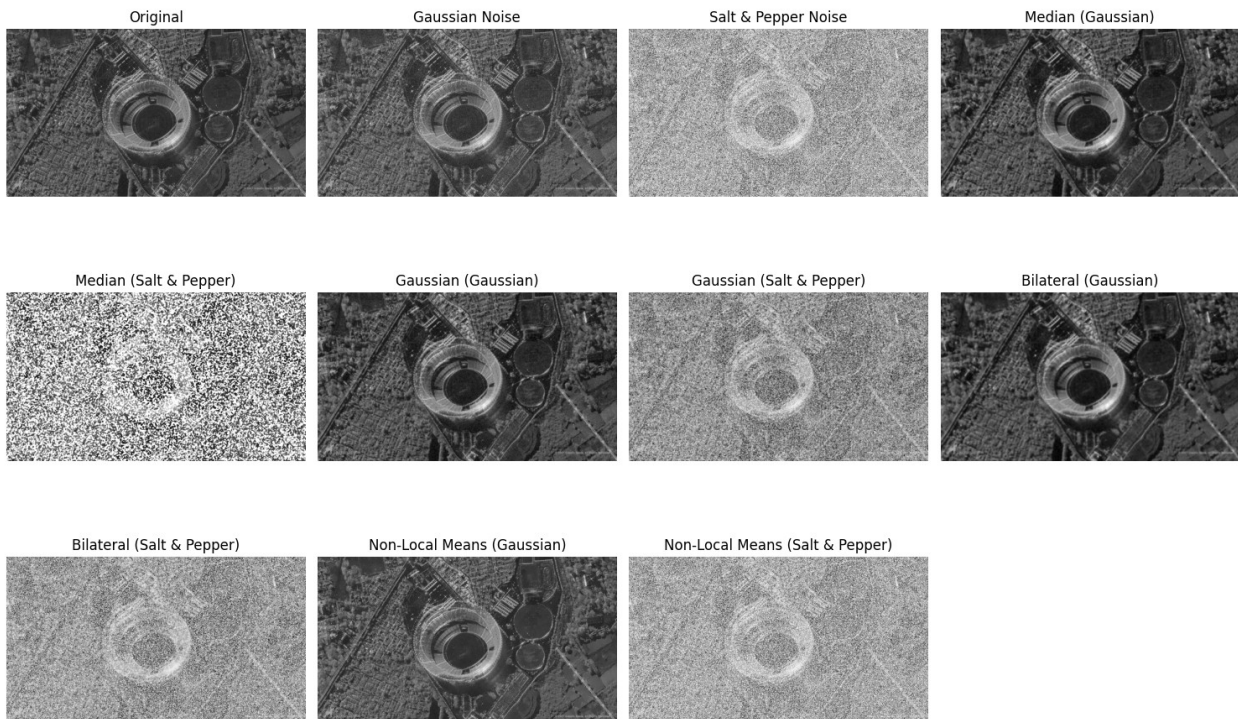 Original
Gaussian Noise
Salt & Pepper Noise
Median (Gaussian)
Median (Salt & Pepper)
Gaussian (Gaussian)
Gaussian (Salt & Pepper)
Bilateral (Gaussian)
Bilateral (Salt & Pepper)
Non-Local Means (Gaussian)
Non-Local Means (Salt & Pepper)